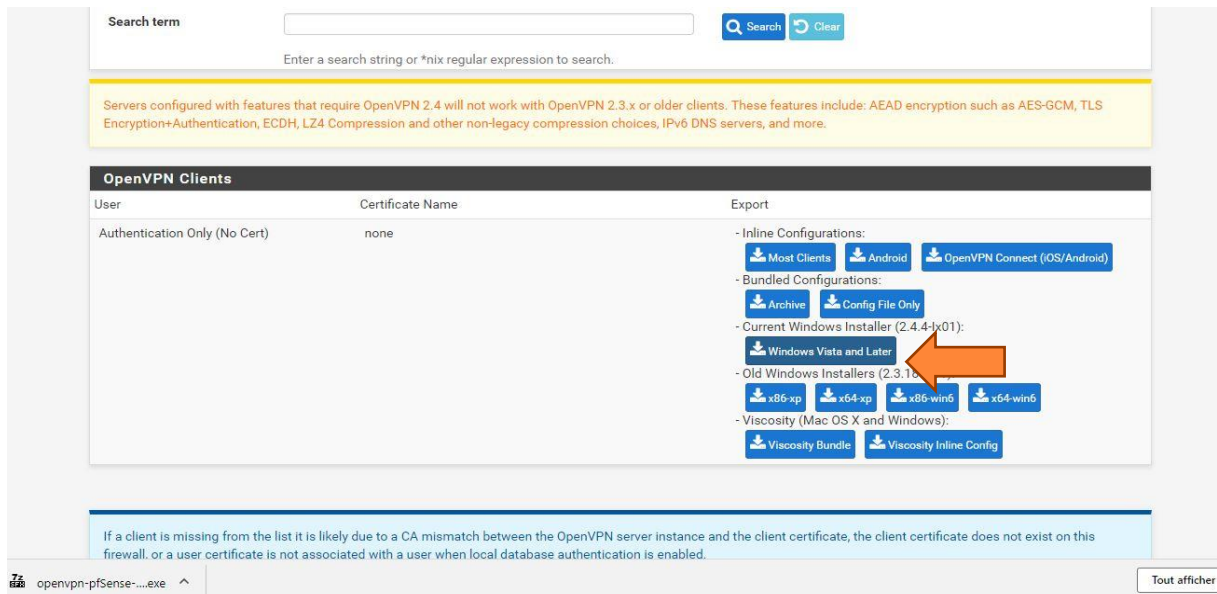 Search term
Search Clear
Enter a search string or *nix regular expression to search.
Servers configured with features that require OpenVPN 2.4 will not work with OpenVPN 2.3.x or older clients. These features include: AEAD encryption such as AES-GCM, TLS
Encryption+Authentication, ECDH, LZ4 Compression and other non-legacy compression choices, IPv6 DNS servers, and more.
OpenVPN Clients
User Certificate Name Export
Authentication Only (No Cert) none - Inline Configurations:
Most Clients Android OpenVPN Connect (iOS/Android)
- Bundled Configurations:
Archive Config File Only
- Current Windows Installer (2.4.4-Ix01):
Windows Vista and Later
- Old Windows Installers
x86-xp x64-xp x86-win6 x64-win6
- Viscosity (Mac OS X and Windows):
Viscosity Bundle Viscosity Inline Config
If a client is missing from the list it is likely due to a CA mismatch between the OpenVPN server instance and the client certificate, the client certificate does not exist on this
firewall, or a user certificate is not associated with a user when local database authentication is enabled.
openvpn-pfSense-....exe
Tout afficher